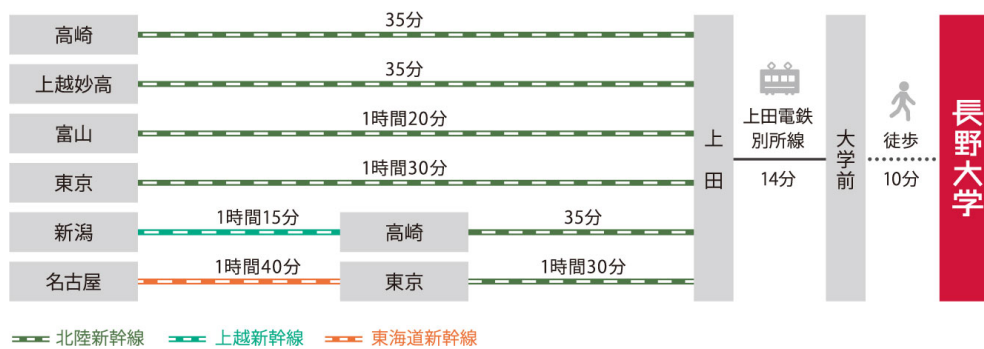 高崎
35分
上越妙高
35分
富山
1時間20分
東京
1時間30分
新潟
1時間15分
高崎
35分
名古屋
1時間40分
東京
1時間30分
上田
上田電鉄
別所線
14分
大学前
徒歩
10分
長野大学
北陸新幹線
上越新幹線
東海道新幹線